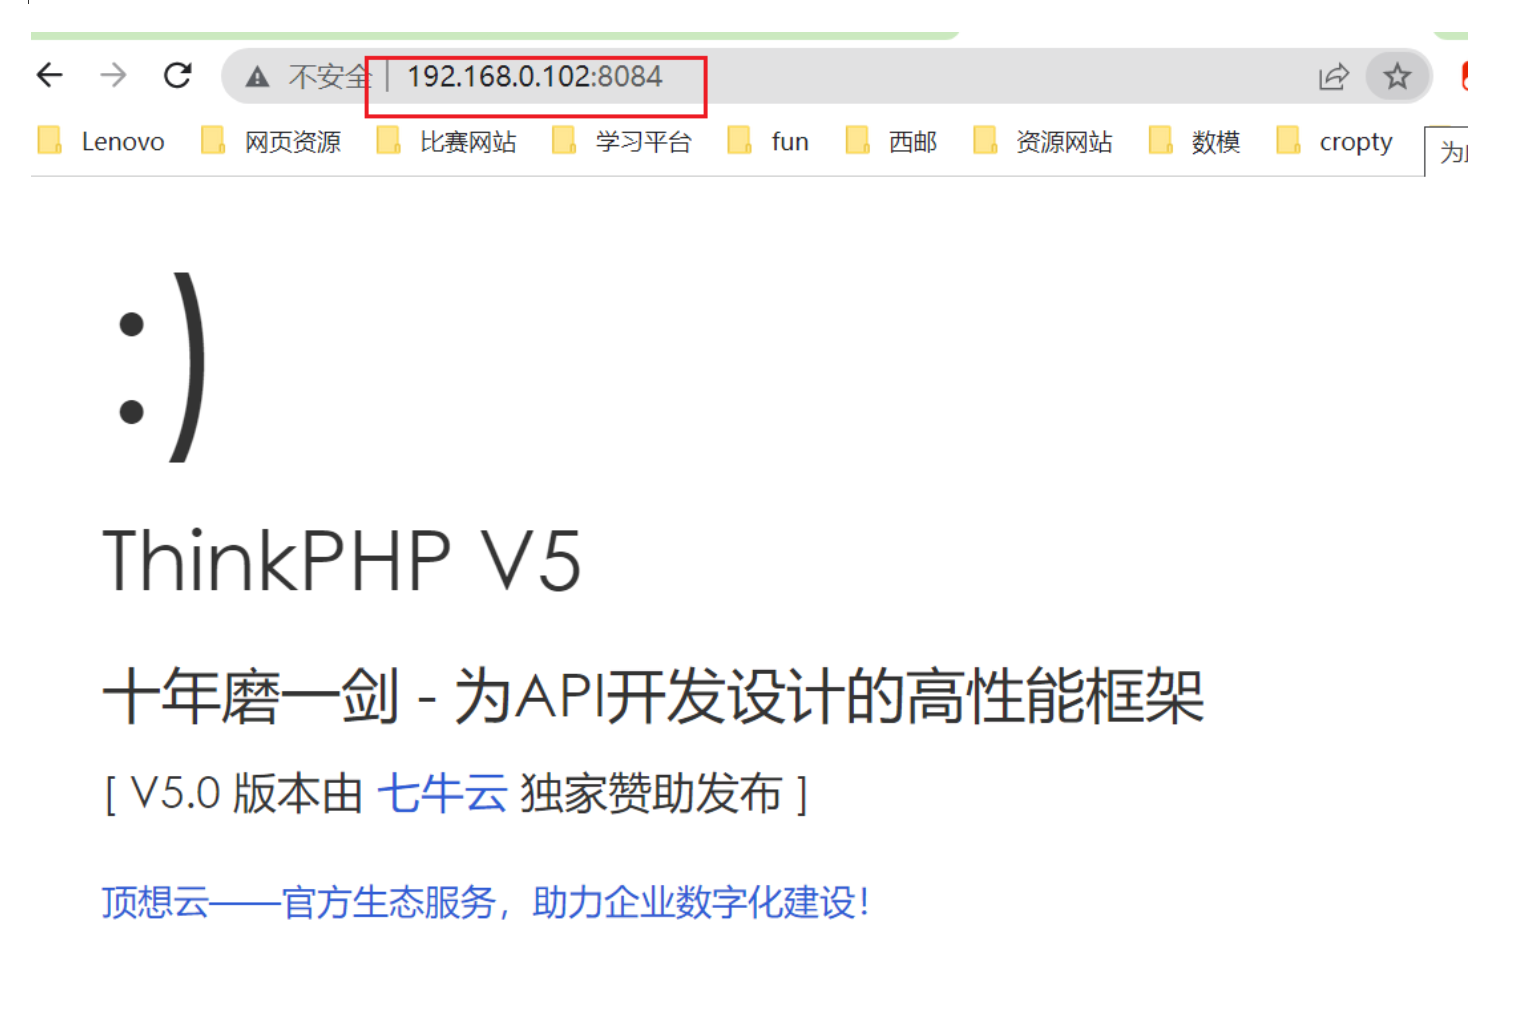 不安全 192.168.0.102:8084
Lenovo 网页资源 比赛网站 学习平台 fun 西邮 资源网站 数模 cropty 为
:)
ThinkPHP V5
十年磨一剑 - 为API开发设计的高性能框架
[ V5.0 版本由 七牛云 独家赞助发布 ]
顶想云——官方生态服务，助力企业数字化建设！